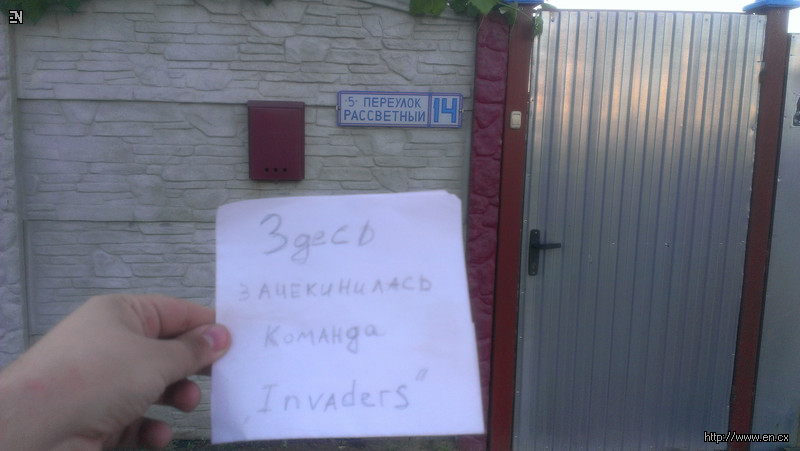 EN
·5· ПЕРЕУЛОК
РАССВЕТНЫЙ
14
Здесь
зачекинилась
команда
„Invaders"
http://www.en.cx